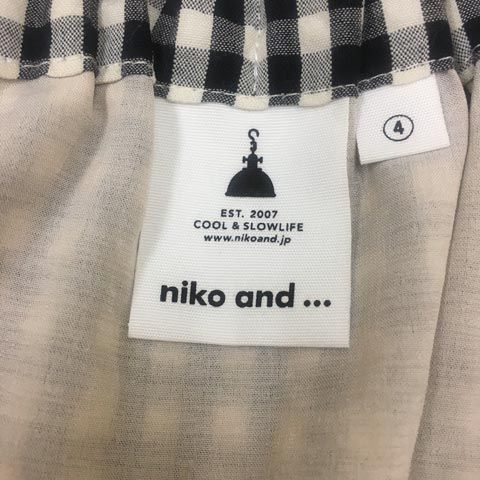 4
EST. 2007
COOL & SLOWLIFE
www.nikoand.jp
niko and ...